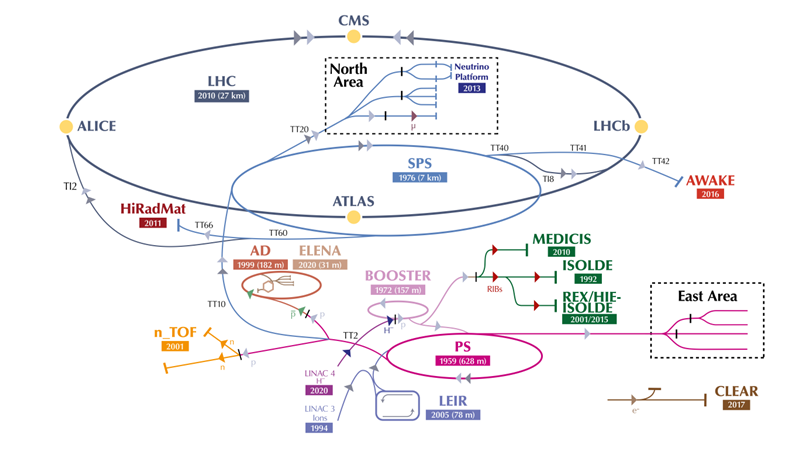 CMS
North
Area
Neutrino
Platform
2013
LHC
2010 (27 km)
μ
ALICE
LHCb
TT20
TT40
TT41
TT42
SPS
1976 (7 km)
TI8
TI2
AWAKE
2016
HiRadMat
2011
ATLAS
TT66
TT60
AD
1999 (182 m)
ELENA
2020 (31 m)
MEDICIS
2010
BOOSTER
1972 (157 m)
ISOLDE
1992
RIBs
REX/HIE-
ISOLDE
2001/2015
East Area
TT10
p
p
p
H⁻
TT2
n_TOF
2001
n
n
p
PS
1959 (628 m)
LINAC 4
H⁻
2020
LINAC 3
Ions
1994
LEIR
2005 (78 m)
CLEAR
2017
e⁻